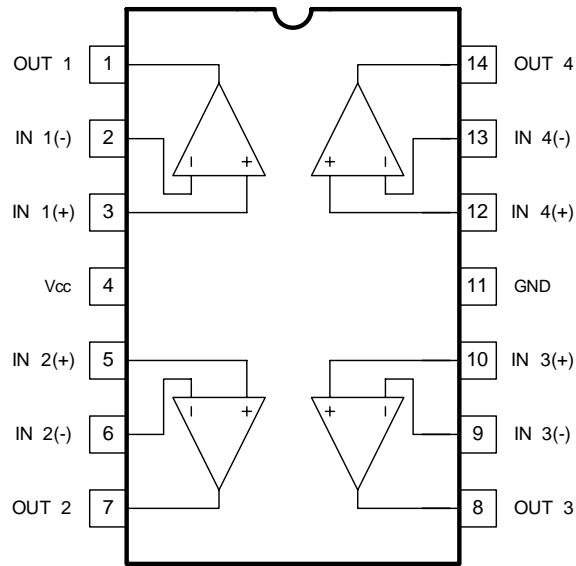 OUT 1 1 14 OUT 4
IN 1(-) 2 13 IN 4(-)
- + + -
IN 1(+) 3 12 IN 4(+)
Vcc 4 11 GND
IN 2(+) 5 10 IN 3(+)
- + + -
IN 2(-) 6 9 IN 3(-)
OUT 2 7 8 OUT 3